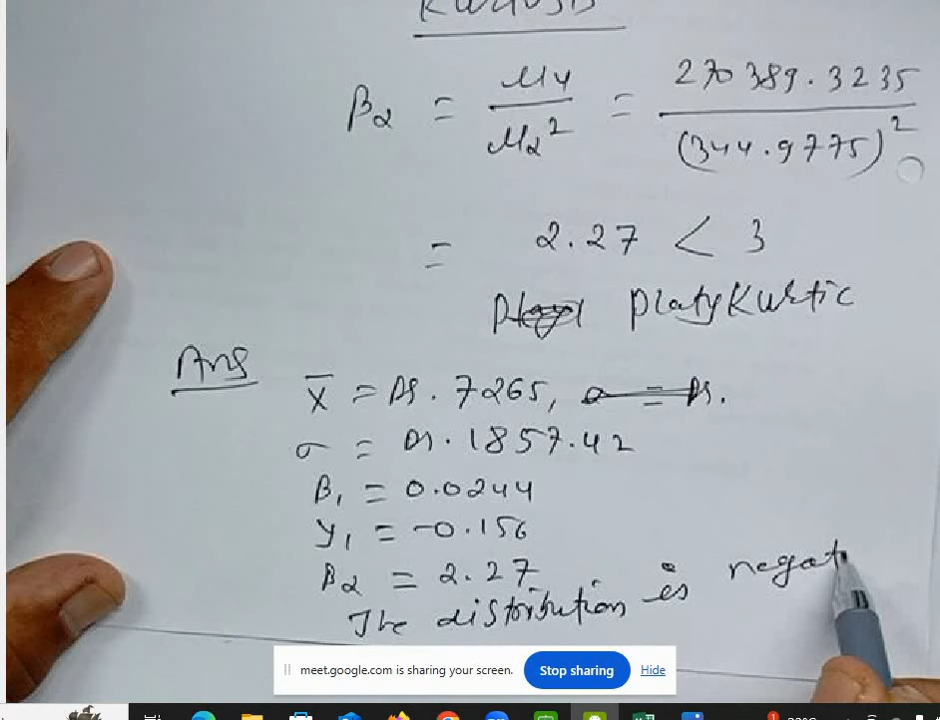 Kurtosis
β2 = μ4 / μ2² = 270389.3235 / (344.9775)²
= 2.27 < 3
Platykurtic
Ans
x̄ = Rs. 7265, σ = Rs.
σ = Rs. 1857.42
β1 = 0.0244
γ1 = -0.156
β2 = 2.27
The distribution is negat
meet.google.com is sharing your screen. Stop sharing Hide